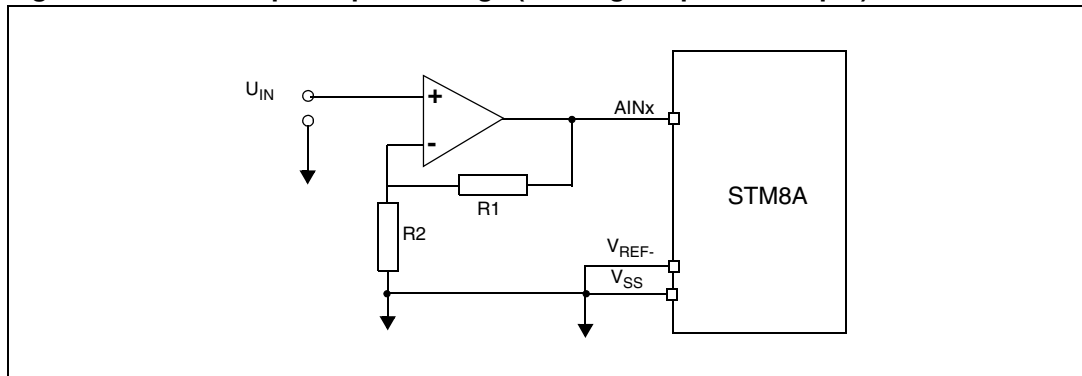 U_IN
+
-
AINx
R1
R2
STM8A
V_REF-
V_SS